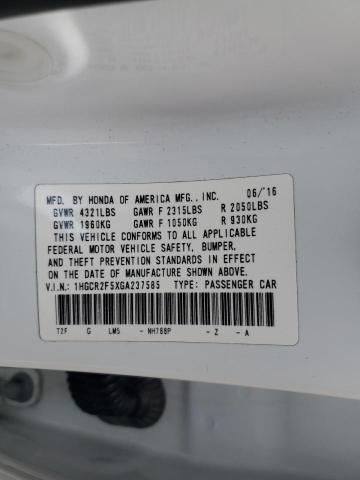 MFD. BY HONDA OF AMERICA MFG., INC. 06/'16
GVWR 4321LBS GAWR F 2315LBS R 2050LBS
GVWR 1960KG GAWR F 1050KG R 930KG
THIS VEHICLE CONFORMS TO ALL APPLICABLE
FEDERAL MOTOR VEHICLE SAFETY, BUMPER,
AND THEFT PREVENTION STANDARDS IN EFFECT
ON THE DATE OF MANUFACTURE SHOWN ABOVE.
V.I.N: 1HGCR2F5XGA237585 TYPE: PASSENGER CAR
T2F G LM5 - NH788P - Z - A